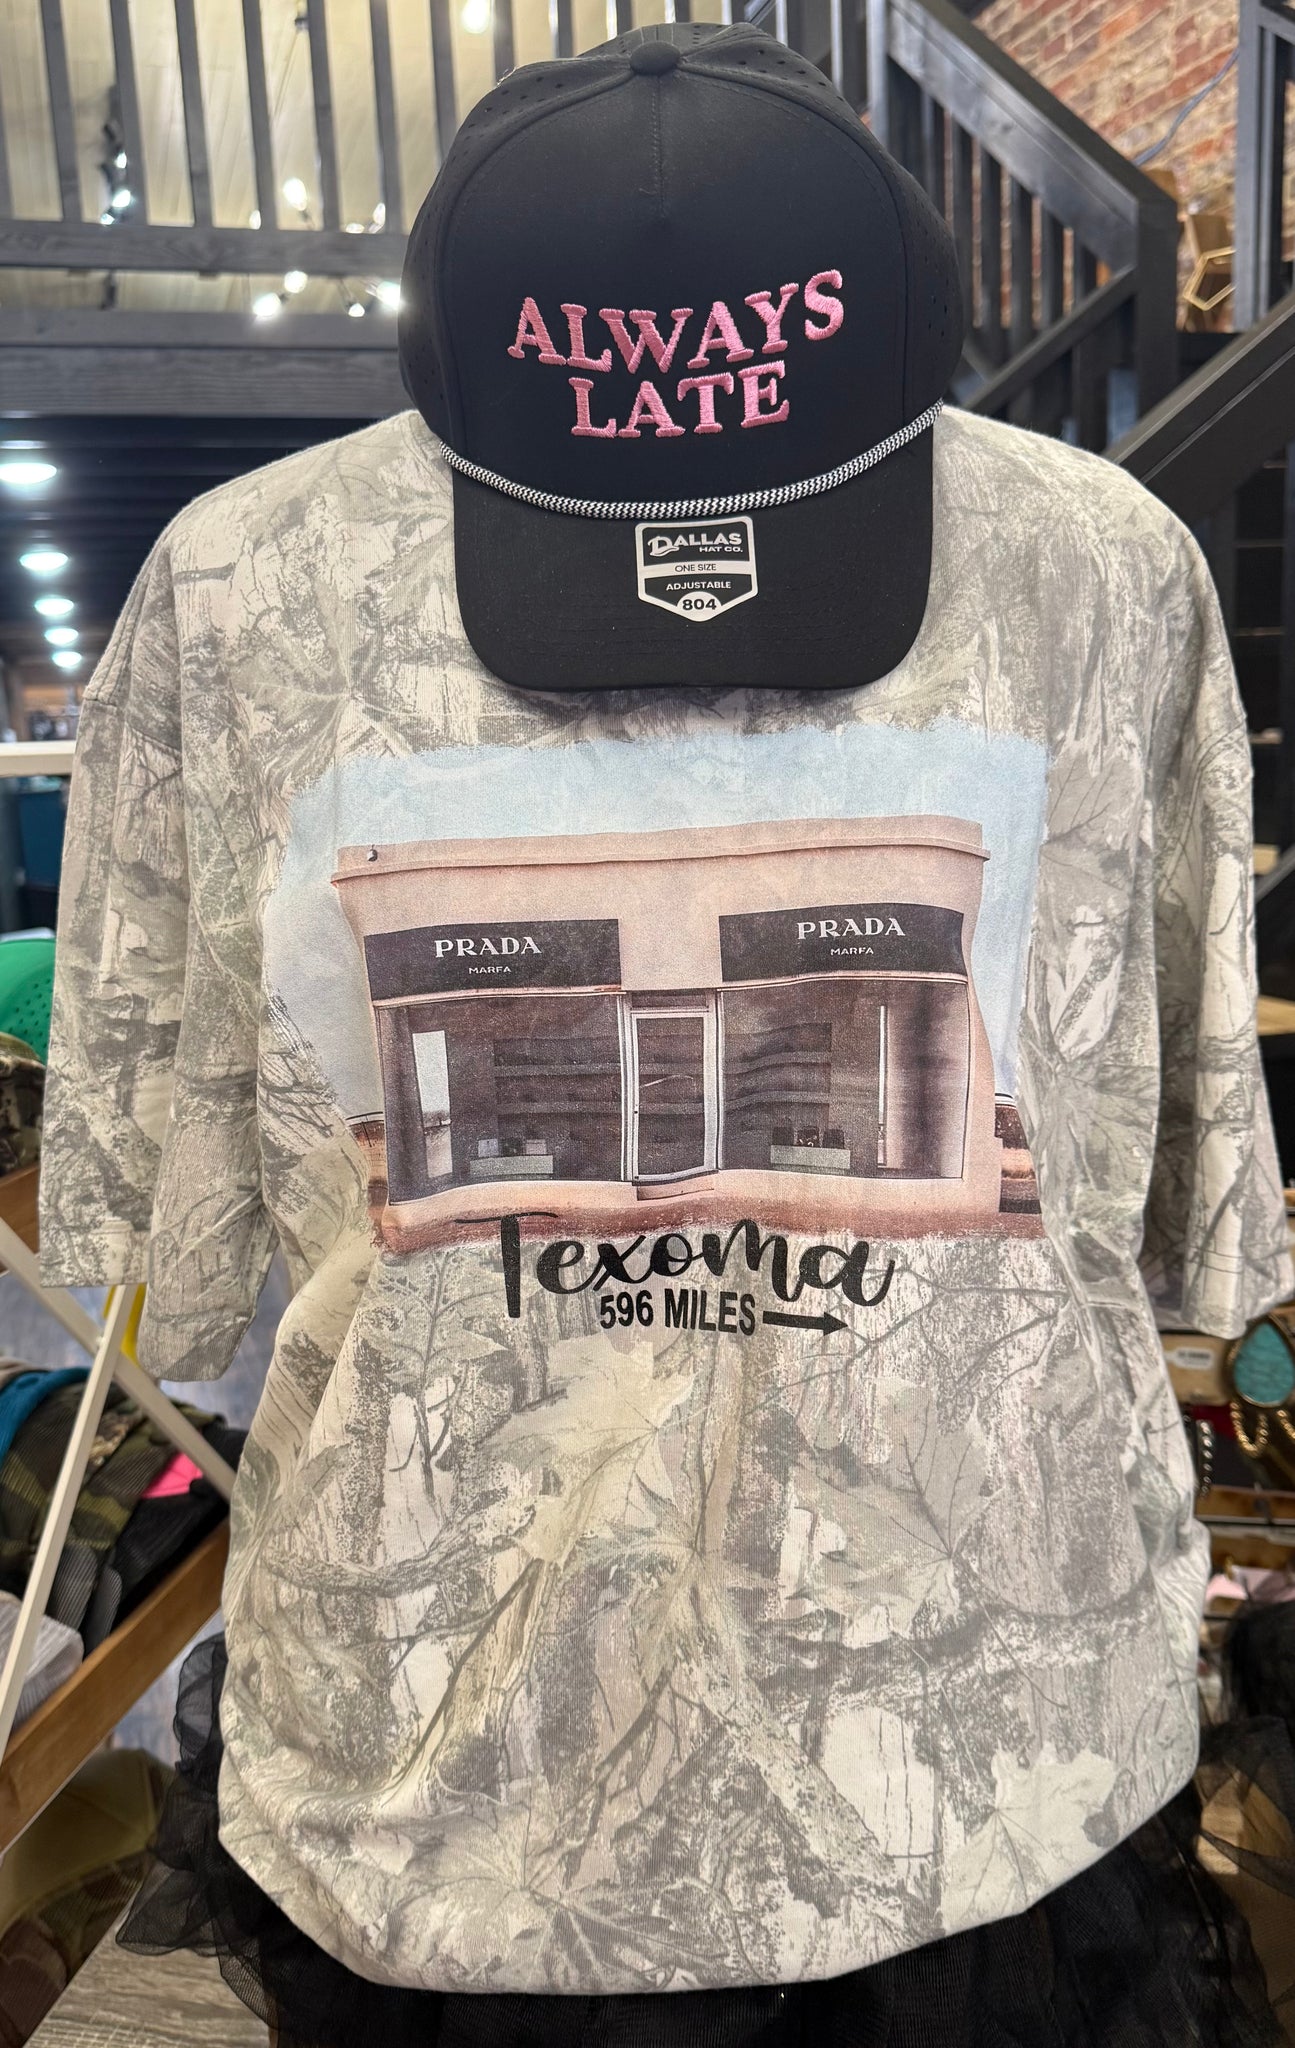 ALWAYS
LATE
DALLAS
HAT CO.
ONE SIZE
ADJUSTABLE
804
PRADA
MARFA
PRADA
MARFA
Texoma
596 MILES